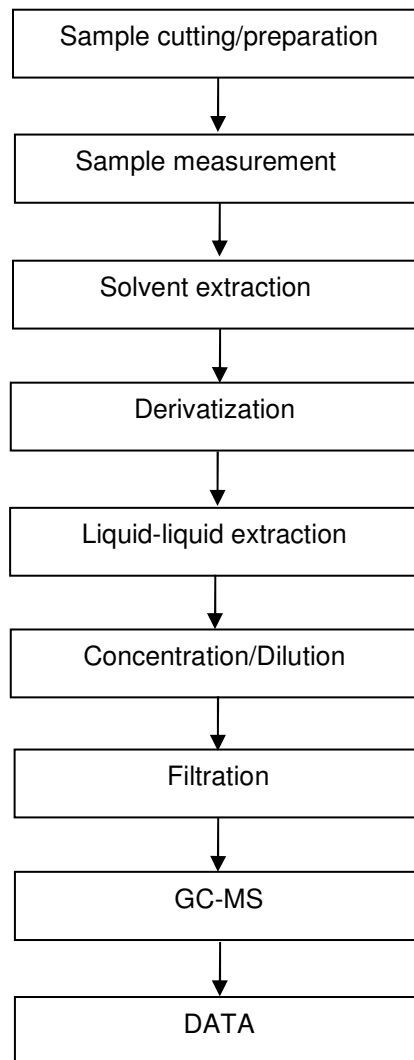 Sample cutting/preparation
Sample measurement
Solvent extraction
Derivatization
Liquid-liquid extraction
Concentration/Dilution
Filtration
GC-MS
DATA